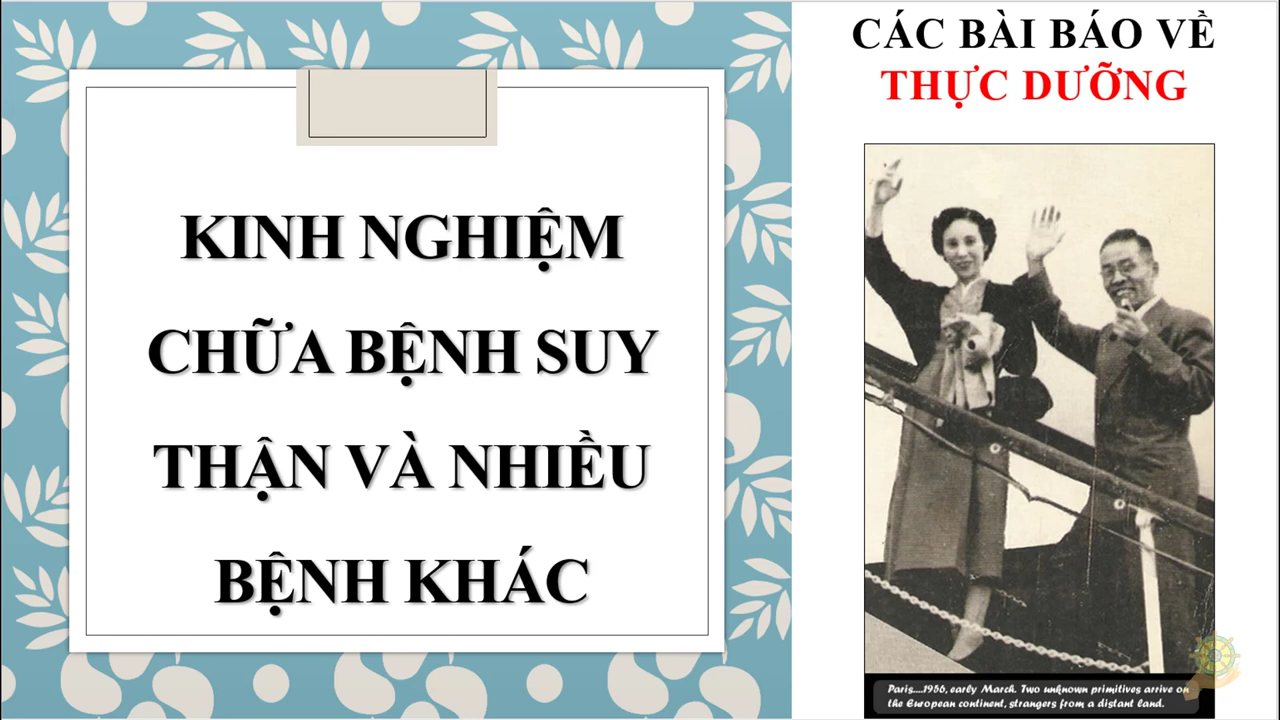 KINH NGHIỆM
CHỮA BỆNH SUY
THẬN VÀ NHIỀU
BỆNH KHÁC
CÁC BÀI BÁO VỀ
THỰC DƯỠNG
Paris....1956, early March. Two unknown primitives arrive on
the European continent, strangers from a distant land.